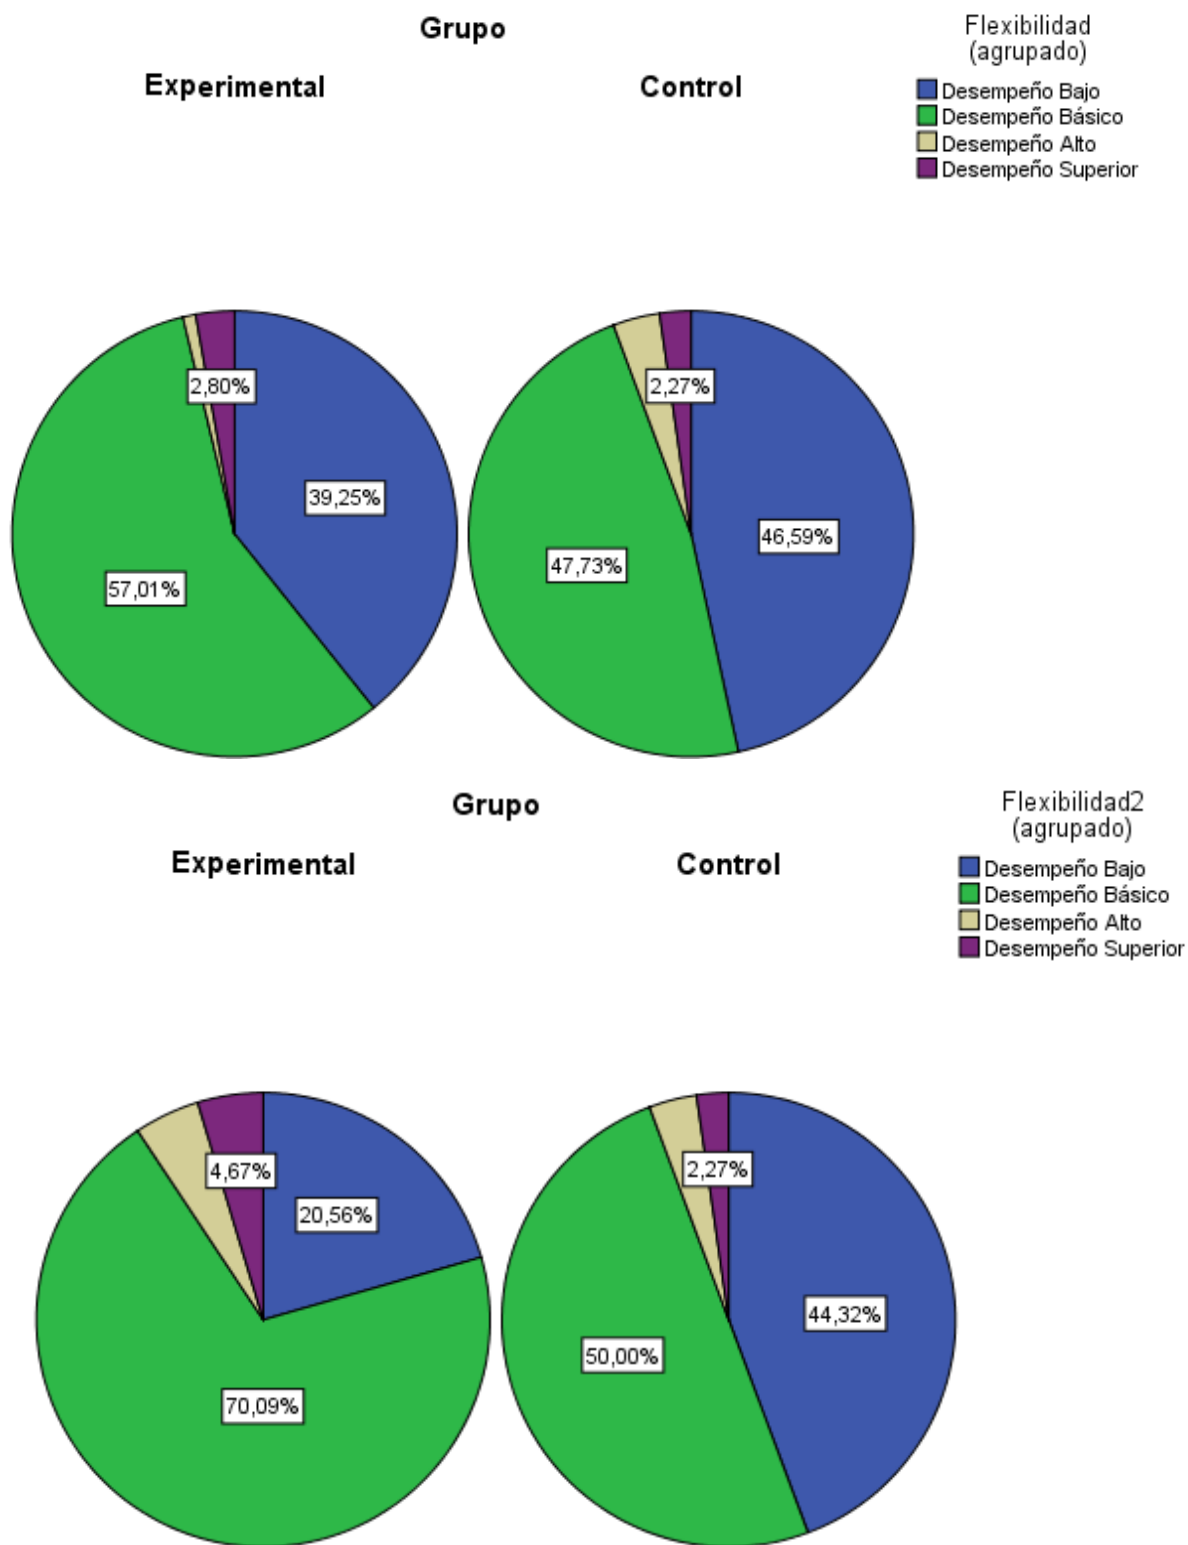 Grupo
Experimental
Control
Flexibilidad
(agrupado)
Desempeño Bajo
Desempeño Básico
Desempeño Alto
Desempeño Superior
2,80%
39,25%
57,01%
2,27%
46,59%
47,73%
Grupo
Experimental
Control
Flexibilidad2
(agrupado)
Desempeño Bajo
Desempeño Básico
Desempeño Alto
Desempeño Superior
4,67%
20,56%
70,09%
2,27%
44,32%
50,00%